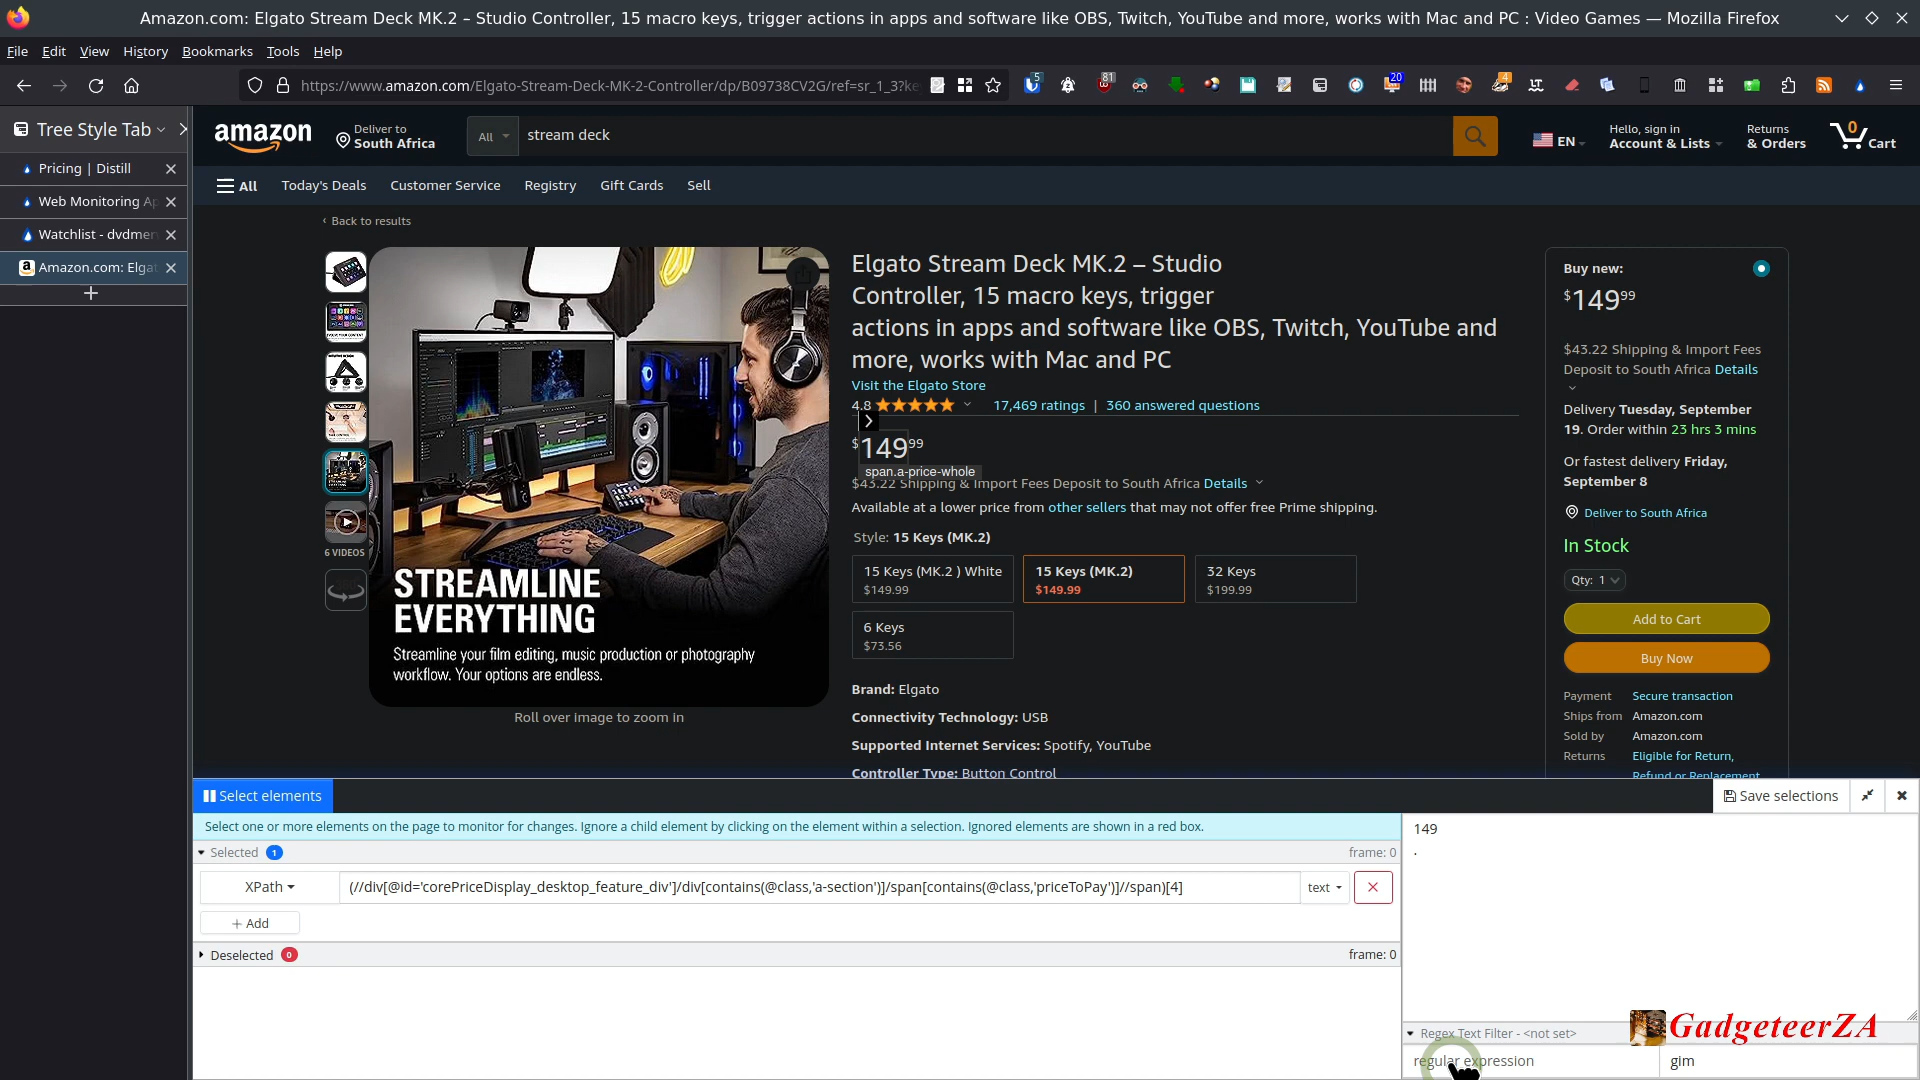 Amazon.com: Elgato Stream Deck MK.2 – Studio Controller, 15 macro keys, trigger actions in apps and software like OBS, Twitch, YouTube and more, works with Mac and PC : Video Games — Mozilla Firefox
File Edit View History Bookmarks Tools Help
https://www.amazon.com/Elgato-Stream-Deck-MK-2-Controller/dp/B09738CV2G/ref=sr_1_3?ke
5 81 20 4
Tree Style Tab
Pricing | Distill
Web Monitoring Ap
Watchlist - dvdmer
Amazon.com: Elga
amazon
Deliver to
South Africa
All
stream deck
EN
Hello, sign in
Account & Lists
Returns
& Orders
0
Cart
All Today's Deals Customer Service Registry Gift Cards Sell
‹ Back to results
6 VIDEOS
STREAMLINE
EVERYTHING
Streamline your film editing, music production or photography
workflow. Your options are endless.
Roll over image to zoom in
Elgato Stream Deck MK.2 – Studio
Controller, 15 macro keys, trigger
actions in apps and software like OBS, Twitch, YouTube and
more, works with Mac and PC
Visit the Elgato Store
4.8 17,469 ratings | 360 answered questions
$149 99
span.a-price-whole
$43.22 Shipping & Import Fees Deposit to South Africa Details
Available at a lower price from other sellers that may not offer free Prime shipping.
Style: 15 Keys (MK.2)
15 Keys (MK.2 ) White
$149.99
15 Keys (MK.2)
$149.99
32 Keys
$199.99
6 Keys
$73.56
Brand: Elgato
Connectivity Technology: USB
Supported Internet Services: Spotify, YouTube
Controller Type: Button Control
Buy new:
$149 99
$43.22 Shipping & Import Fees
Deposit to South Africa Details
Delivery Tuesday, September
19. Order within 23 hrs 3 mins
Or fastest delivery Friday,
September 8
Deliver to South Africa
In Stock
Qty: 1
Add to Cart
Buy Now
Payment Secure transaction
Ships from Amazon.com
Sold by Amazon.com
Returns Eligible for Return,
Refund or Replacement
Select elements
Save selections
Select one or more elements on the page to monitor for changes. Ignore a child element by clicking on the element within a selection. Ignored elements are shown in a red box.
Selected 1 frame: 0
XPath (//div[@id='corePriceDisplay_desktop_feature_div']/div[contains(@class,'a-section')]/span[contains(@class,'priceToPay')]//span)[4] text
+ Add
Deselected 0 frame: 0
149
.
Regex Text Filter - <not set>
regular expression gim
GadgeteerZA